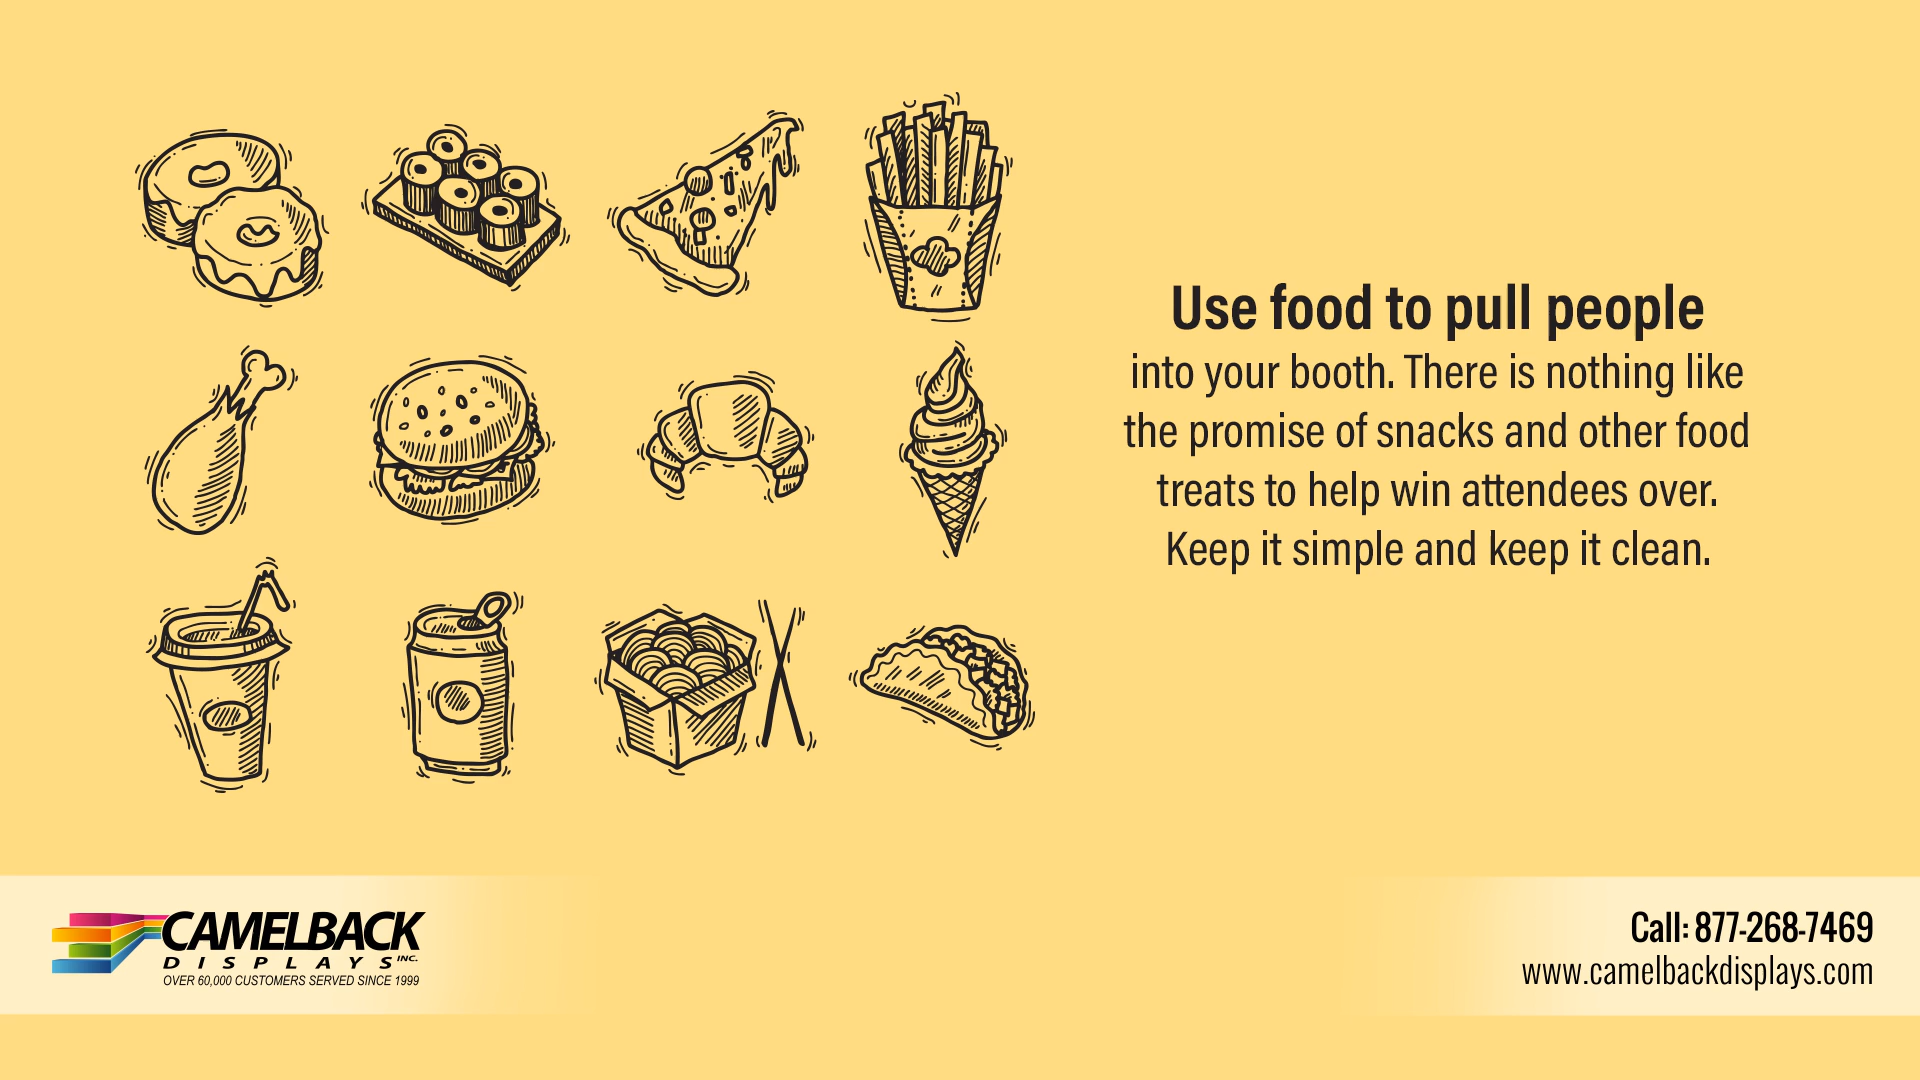 Use food to pull people
into your booth. There is nothing like
the promise of snacks and other food
treats to help win attendees over.
Keep it simple and keep it clean.
CAMELBACK
DISPLAYS INC.
OVER 60,000 CUSTOMERS SERVED SINCE 1999
Call: 877-268-7469
www.camelbackdisplays.com